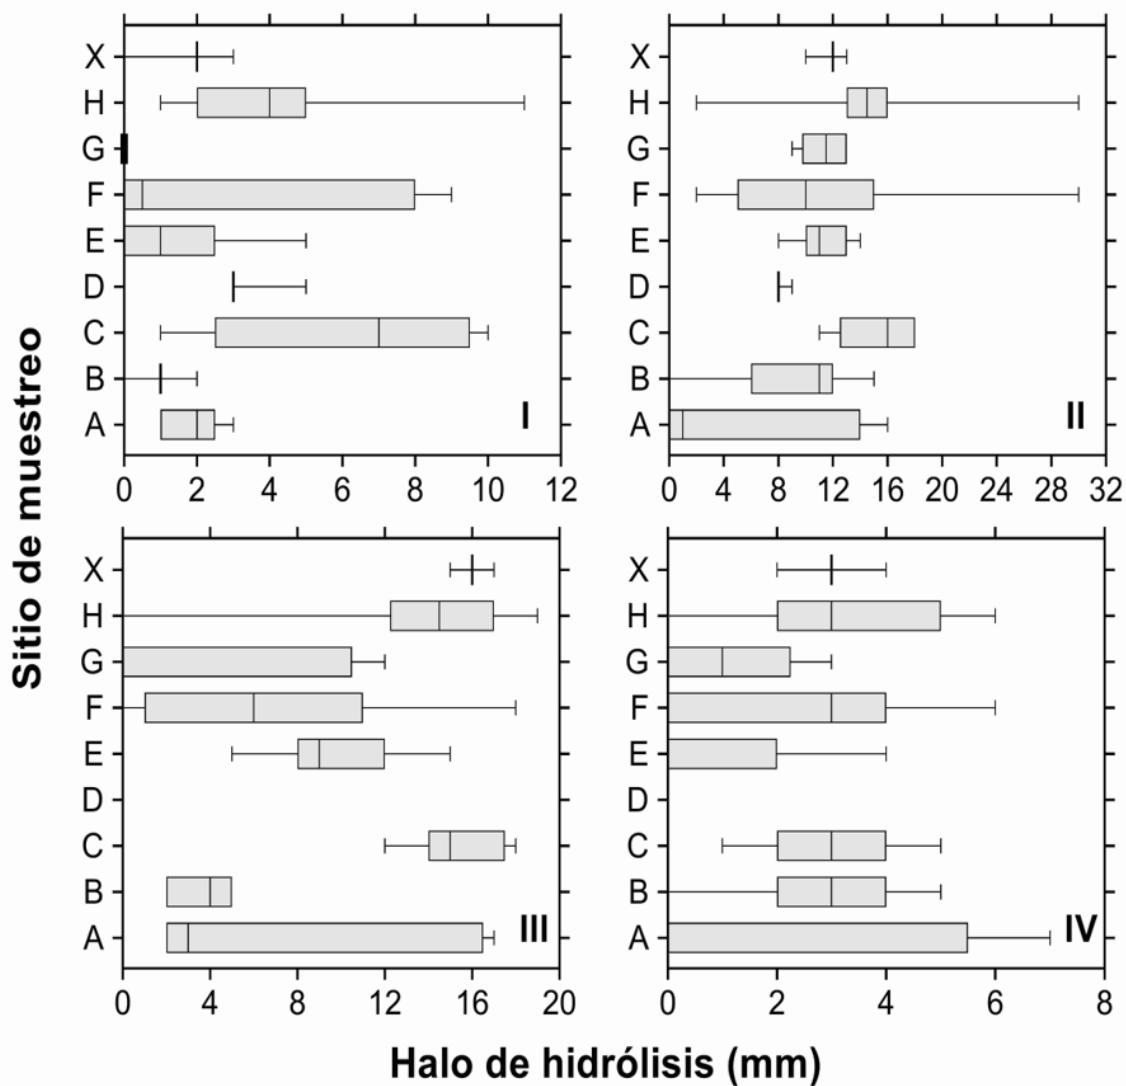 X
H
G
F
E
D
C
B
A
I
0 2 4 6 8 10 12
X
H
G
F
E
D
C
B
A
II
0 4 8 12 16 20 24 28 32
Sitio de muestreo
X
H
G
F
E
D
C
B
A
III
0 4 8 12 16 20
X
H
G
F
E
D
C
B
A
IV
0 2 4 6 8
Halo de hidrólisis (mm)